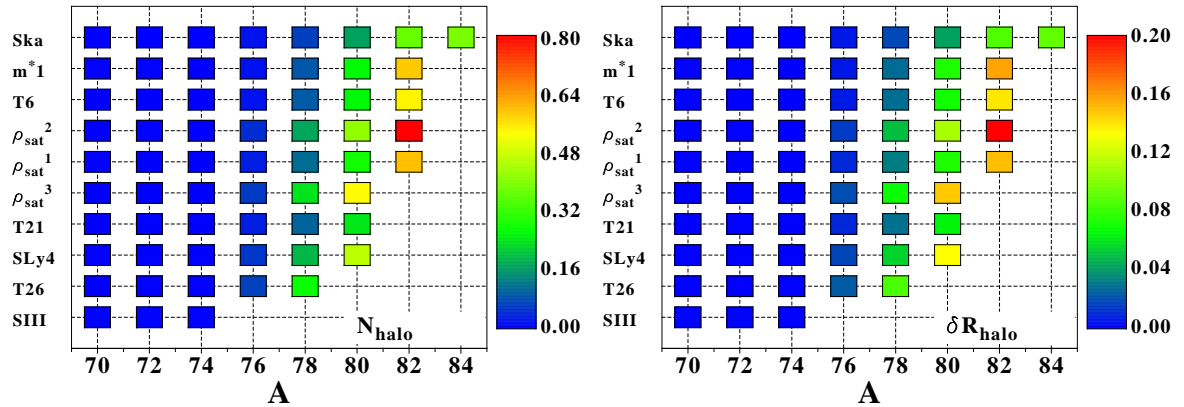 Ska
m*1
T6
ρsat2
ρsat1
ρsat3
T21
SLy4
T26
SIII
Nhalo
70 72 74 76 78 80 82 84
A
0.80
0.64
0.48
0.32
0.16
0.00
Ska
m*1
T6
ρsat2
ρsat1
ρsat3
T21
SLy4
T26
SIII
δRhalo
70 72 74 76 78 80 82 84
A
0.20
0.16
0.12
0.08
0.04
0.00